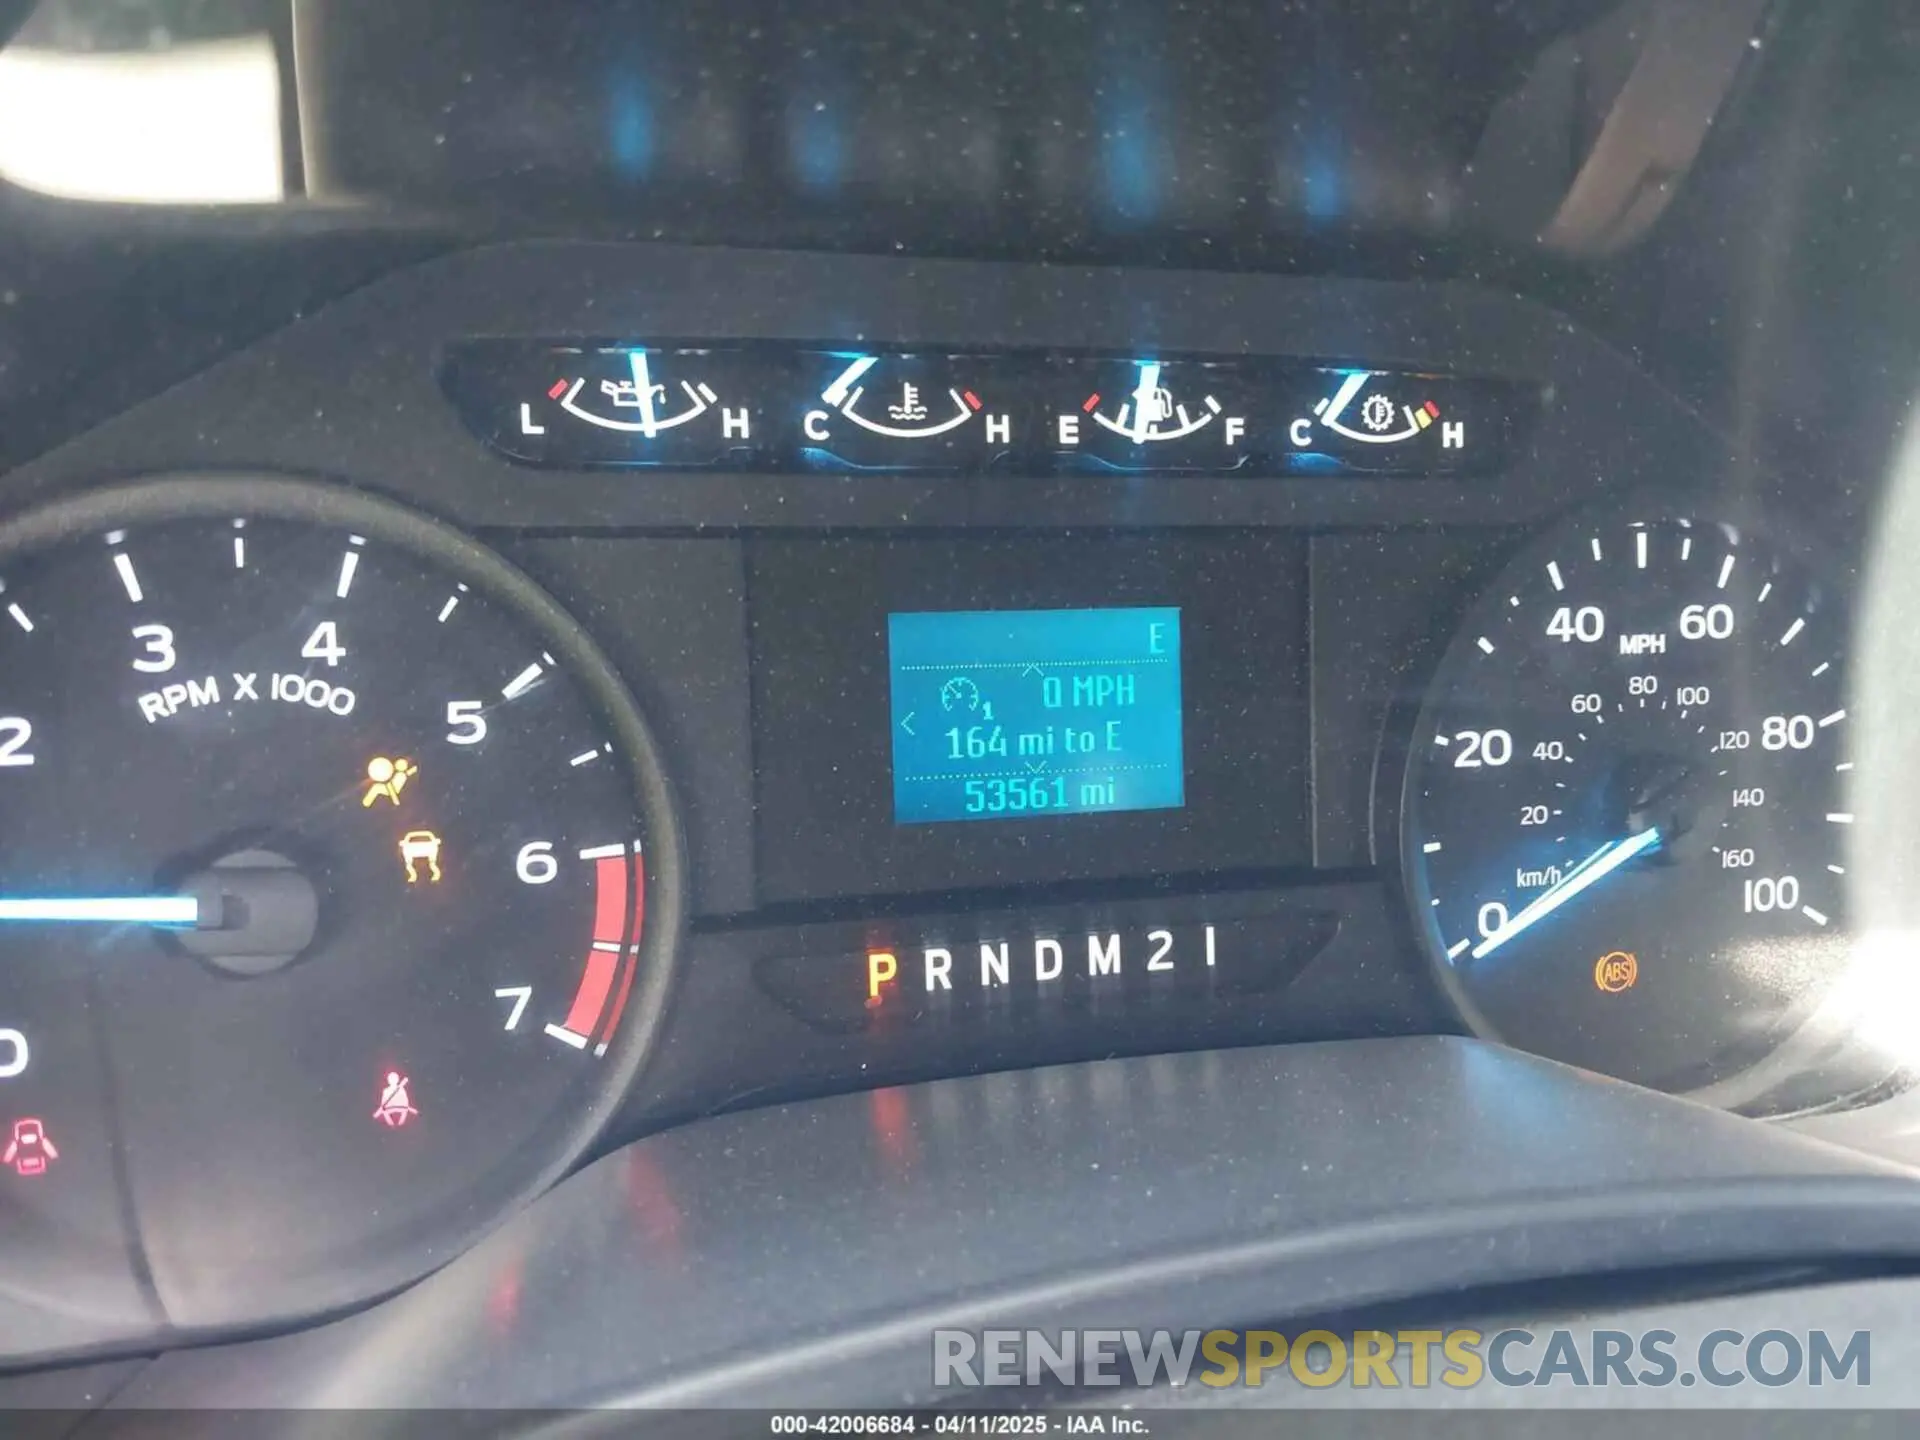 L H C H E F C H
E
1 0 MPH
164 mi to E
53561 mi
0 2 3 4 5 6 7
RPM X 1000
0 20 40 60 80 100
MPH
20 40 60 80 100 120 140 160
km/h
P R N D M 2 1
ABS
RENEWSPORTSCARS.COM
000-42006684 - 04/11/2025 - IAA Inc.